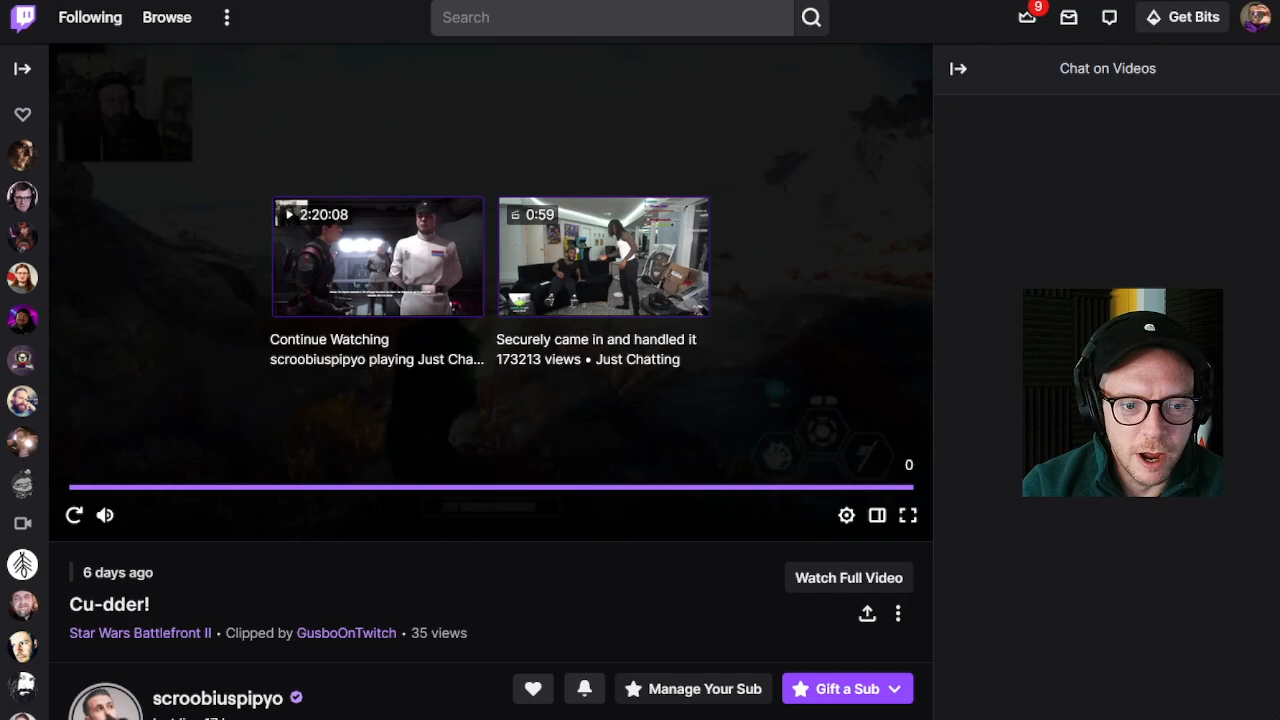 Following
Browse
Search
9
Get Bits
Chat on Videos
2:20:08
0:59
Continue Watching
scroobiuspipyo playing Just Cha...
Securely came in and handled it
173213 views • Just Chatting
0
6 days ago
Watch Full Video
Cu-dder!
Star Wars Battlefront II • Clipped by GusboOnTwitch • 35 views
scroobiuspipyo
Manage Your Sub
Gift a Sub